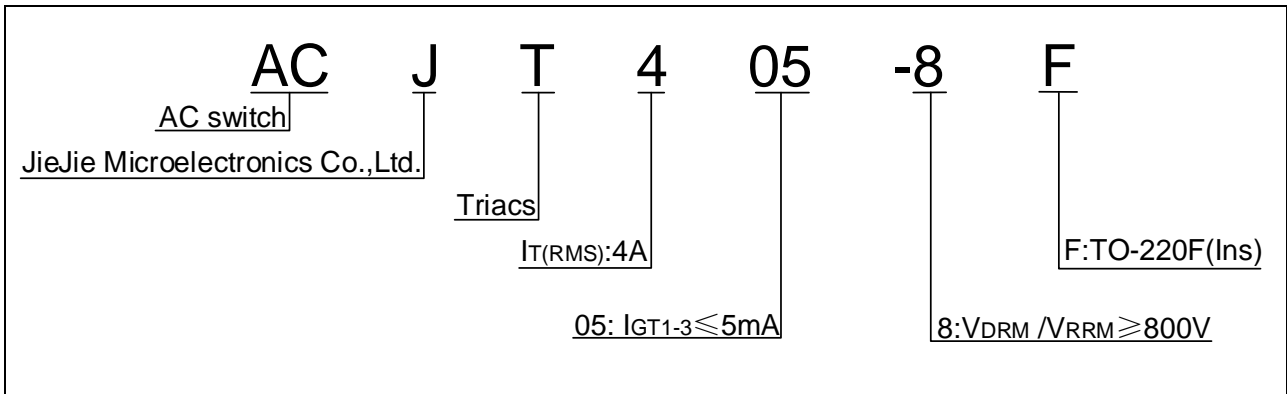 AC J T 4 05 -8 F
AC switch
JieJie Microelectronics Co.,Ltd.
Triacs
IT(RMS):4A
F:TO-220F(Ins)
05: IGT1-3≤5mA
8:VDRM /VRRM≥800V